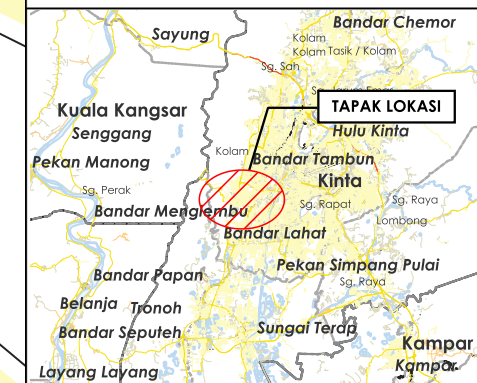 Bandar Chemor
Sayung
Kolam
Kolam Tasik / Kolam
Sg. Sah
TAPAK LOKASI
Kuala Kangsar
Senggang
Hulu Kinta
Kolam
Bandar Tambun
Pekan Manong
Kinta
Sg. Perak
Sg. Rapat
Sg. Raya
Bandar Menglembu
Lombong
Bandar Lahat
Pekan Simpang Pulai
Bandar Papan
Sg. Raya
Belanja
Tronoh
Bandar Seputeh
Sungai Terap
Kampar
Kampar
Layang Layang